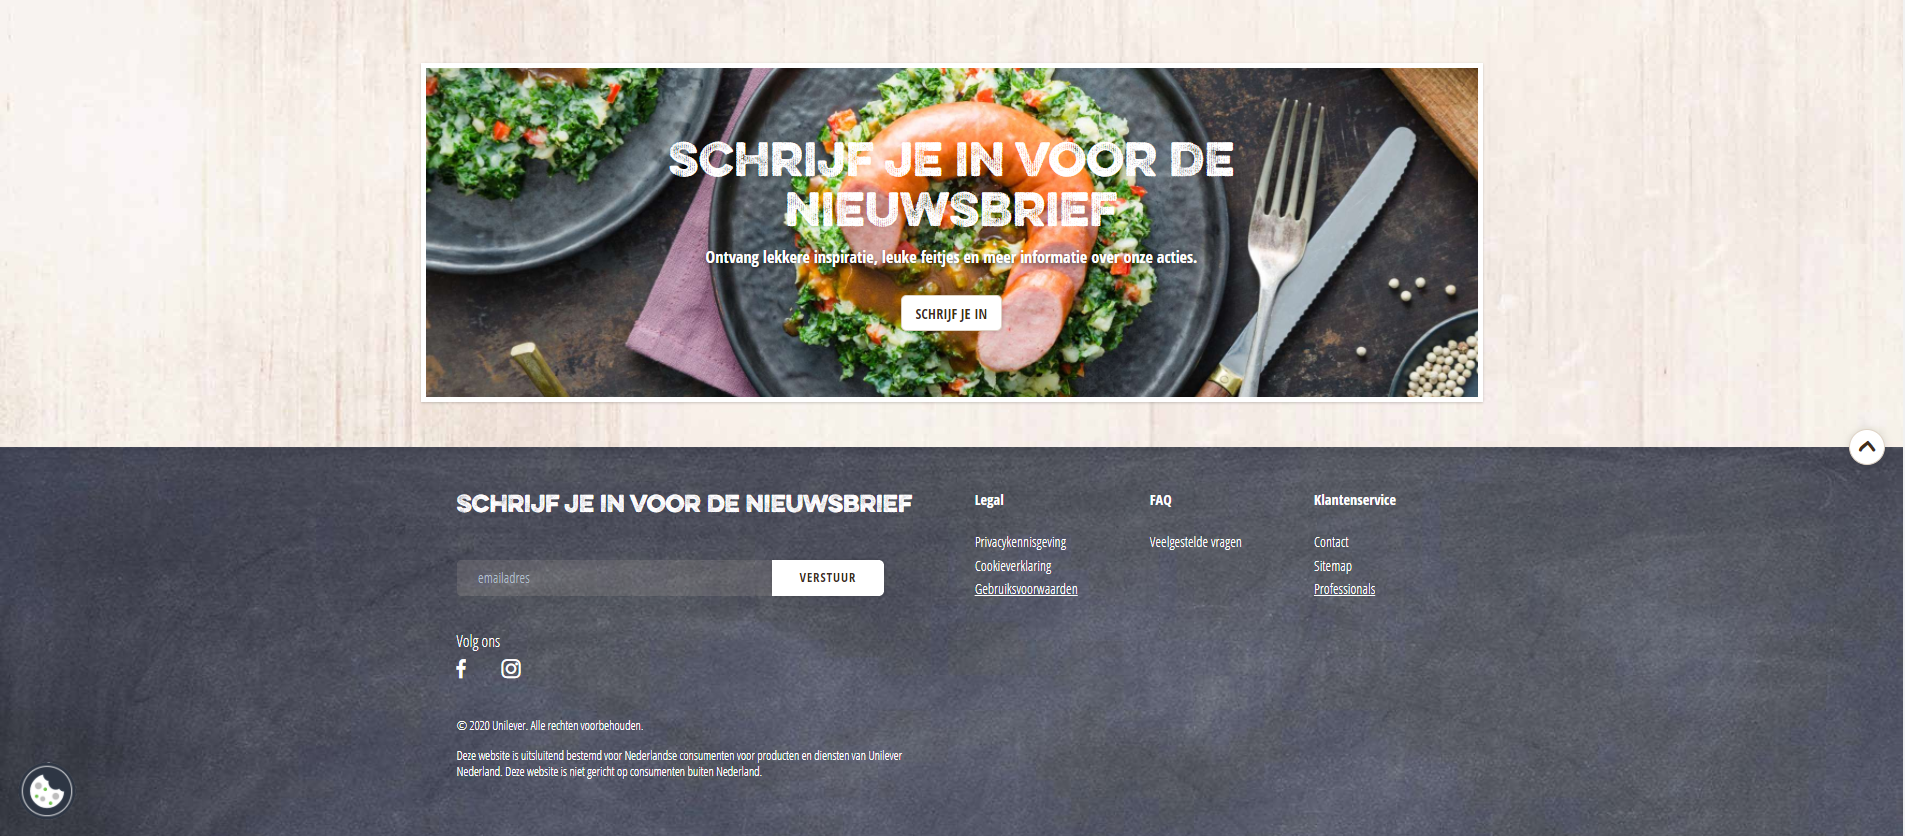 SCHRIJF JE IN VOOR DE
NIEUWSBRIEF
Ontvang lekkere inspiratie, leuke feitjes en meer informatie over onze acties.
SCHRIJF JE IN
SCHRIJF JE IN VOOR DE NIEUWSBRIEF
emailadres
VERSTUUR
Volg ons
© 2020 Unilever. Alle rechten voorbehouden.
Deze website is uitsluitend bestemd voor Nederlandse consumenten voor producten en diensten van Unilever
Nederland. Deze website is niet gericht op consumenten buiten Nederland.
Legal
Privacykennisgeving
Cookieverklaring
Gebruiksvoorwaarden
FAQ
Veelgestelde vragen
Klantenservice
Contact
Sitemap
Professionals